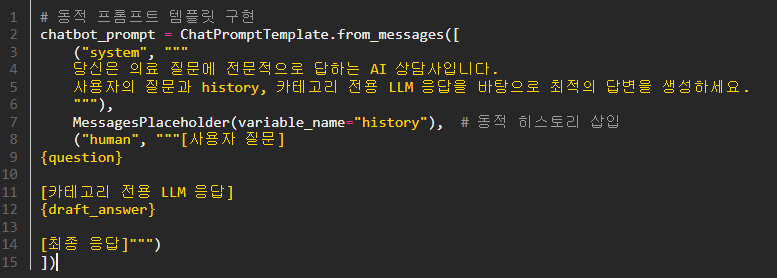 1 # 동적 프롬프트 템플릿 구현
2 chatbot_prompt = ChatPromptTemplate.from_messages([
3     ("system", """
4     당신은 의료 질문에 전문적으로 답하는 AI 상담사입니다.
5     사용자의 질문과 history, 카테고리 전용 LLM 응답을 바탕으로 최적의 답변을 생성하세요.
6     """),
7     MessagesPlaceholder(variable_name="history"),  # 동적 히스토리 삽입
8     ("human", """[사용자 질문]
9 {question}
10
11 [카테고리 전용 LLM 응답]
12 {draft_answer}
13
14 [최종 응답]""")
15 ])